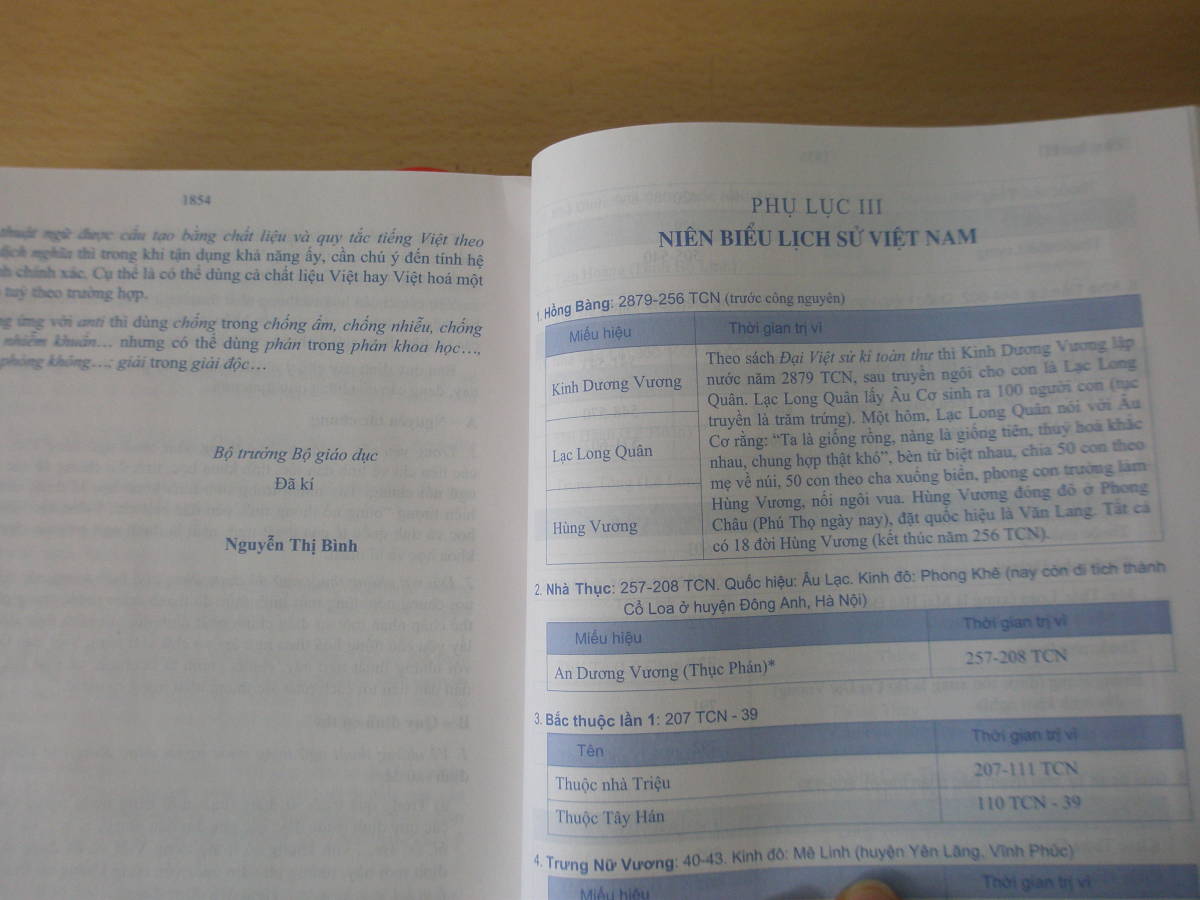 1854
thuật ngữ được cấu tạo bằng chất liệu và quy tắc tiếng Việt theo
dịch nghĩa thì trong khi tận dụng khả năng ấy, cần chú ý đến tính hệ
chính xác. Cụ thể là có thể dùng cả chất liệu Việt hay Việt hoá một
tuỳ theo trường hợp.
ứng với anti thì dùng chống trong chống ẩm, chống nhiễu, chống
nhiễm khuẩn… nhưng có thể dùng phản trong phản khoa học…,
phòng không…; giải trong giải độc…
Bộ trưởng Bộ giáo dục
Đã kí
Nguyễn Thị Bình
PHỤ LỤC III
NIÊN BIỂU LỊCH SỬ VIỆT NAM
1. Hồng Bàng: 2879-256 TCN (trước công nguyên)
Miếu hiệu Thời gian trị vì
Kinh Dương Vương
Lạc Long Quân
Hùng Vương
Theo sách Đại Việt sử kí toàn thư thì Kinh Dương Vương lập
nước năm 2879 TCN, sau truyền ngôi cho con là Lạc Long
Quân. Lạc Long Quân lấy Âu Cơ sinh ra 100 người con (tục
truyền là trăm trứng). Một hôm, Lạc Long Quân nói với Âu
Cơ rằng: “Ta là giống rồng, nàng là giống tiên, thuỷ hoả khắc
nhau, chung hợp thật khó”, bèn từ biệt nhau, chia 50 con theo
mẹ về núi, 50 con theo cha xuống biển, phong con trưởng làm
Hùng Vương, nối ngôi vua. Hùng Vương đóng đô ở Phong
Châu (Phú Thọ ngày nay), đặt quốc hiệu là Văn Lang. Tất cả
có 18 đời Hùng Vương (kết thúc năm 256 TCN).
2. Nhà Thục: 257-208 TCN. Quốc hiệu: Âu Lạc. Kinh đô: Phong Khê (nay còn di tích thành
Cổ Loa ở huyện Đông Anh, Hà Nội)
Miếu hiệu Thời gian trị vì
An Dương Vương (Thục Phán)* 257-208 TCN
3. Bắc thuộc lần 1: 207 TCN - 39
Tên Thời gian trị vì
Thuộc nhà Triệu 207-111 TCN
Thuộc Tây Hán 110 TCN - 39
4. Trưng Nữ Vương: 40-43. Kinh đô: Mê Linh (huyện Yên Lãng, Vĩnh Phúc)
Miếu hiệu Thời gian trị vì